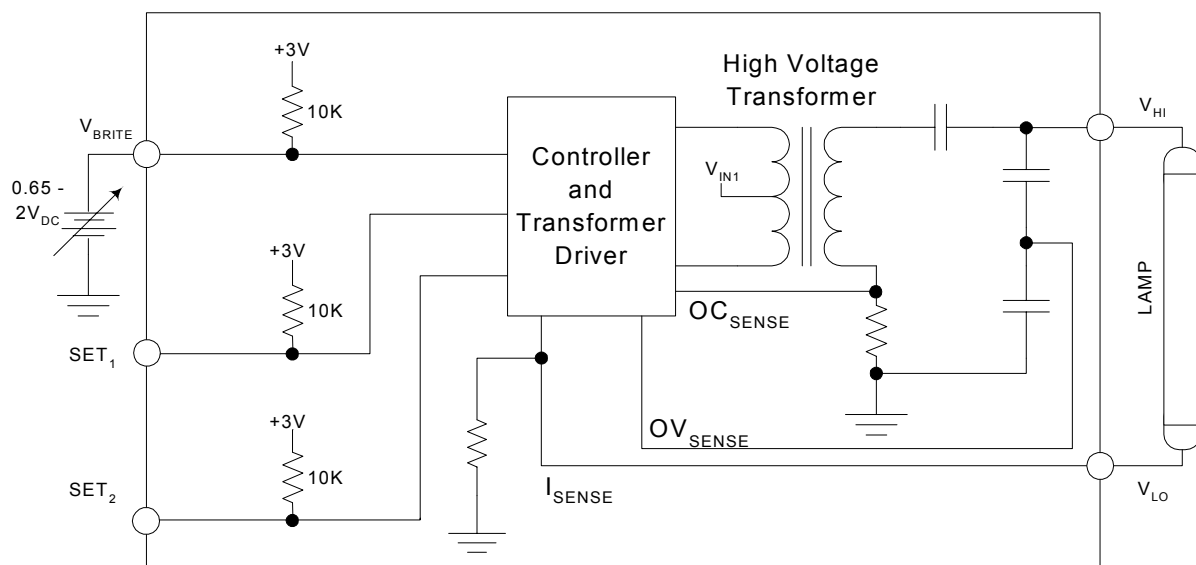 +3V
10K
V_BRITE
0.65 -
2V_DC
+3V
10K
SET_1
+3V
10K
SET_2
Controller
and
Transformer
Driver
High Voltage
Transformer
V_IN1
OC_SENSE
OV_SENSE
I_SENSE
V_HI
LAMP
V_LO